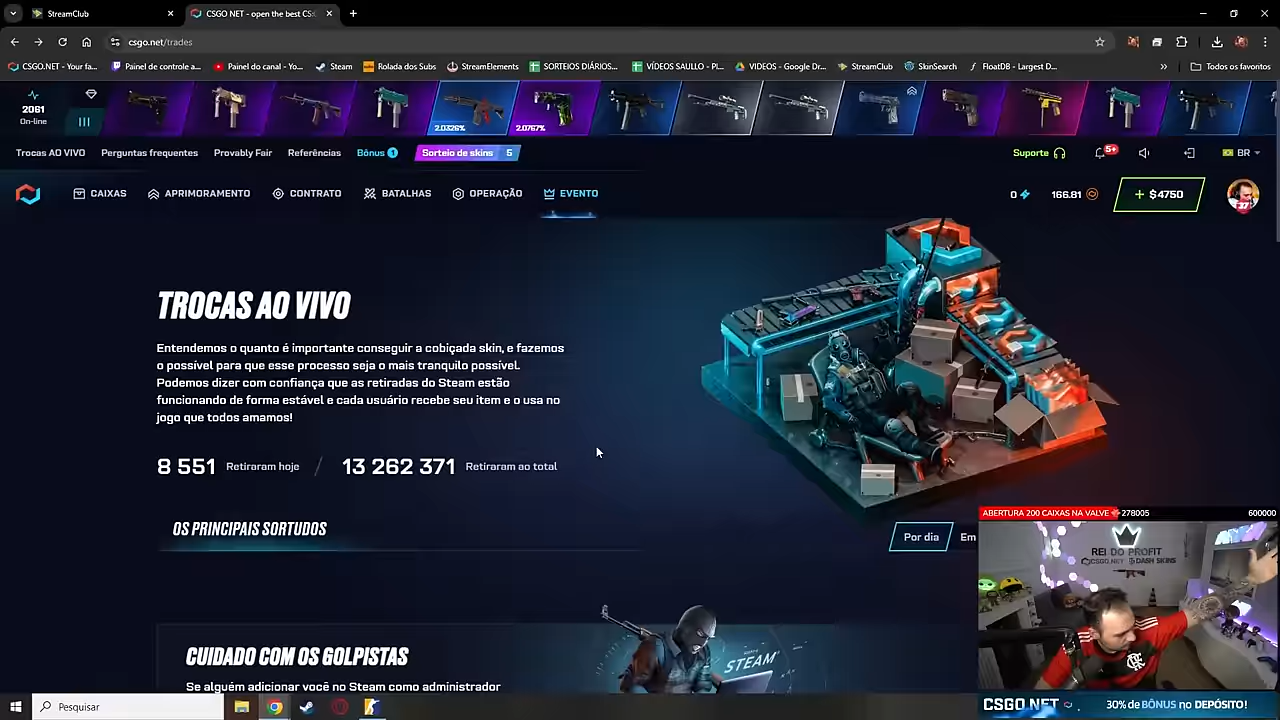 StreamClub
CSGO NET - open the best CS:
csgo.net/trades
CSGO.NET - Your fa...
Painel de controle a...
Painel do canal - Yo...
Steam
Rolada dos Subs
StreamElements
SORTEIOS DIÁRIOS...
VÍDEOS SAULLO - Pl...
VIDEOS - Google Dr...
StreamClub
SkinSearch
FloatDB - Largest D...
Todos os favoritos
2061
On-line
2.0326%
2.0767%
Trocas AO VIVO
Perguntas frequentes
Provably Fair
Referências
Bônus 1
Sorteio de skins 5
Suporte
5+
BR
CAIXAS
APRIMORAMENTO
CONTRATO
BATALHAS
OPERAÇÃO
EVENTO
0
166.81
+ $4750
TROCAS AO VIVO
Entendemos o quanto é importante conseguir a cobiçada skin, e fazemos
o possível para que esse processo seja o mais tranquilo possível.
Podemos dizer com confiança que as retiradas do Steam estão
funcionando de forma estável e cada usuário recebe seu item e o usa no
jogo que todos amamos!
8 551 Retiraram hoje / 13 262 371 Retiraram ao total
OS PRINCIPAIS SORTUDOS
Por dia
Em
ABERTURA 200 CAIXAS NA VALVE 278005 600000
REI DO PROFIT
CSGO.NET DASH SKINS
CUIDADO COM OS GOLPISTAS
Se alguém adicionar você no Steam como administrador
STEAM
CSGO.NET
30% de BÔNUS no DEPÓSITO!
Pesquisar